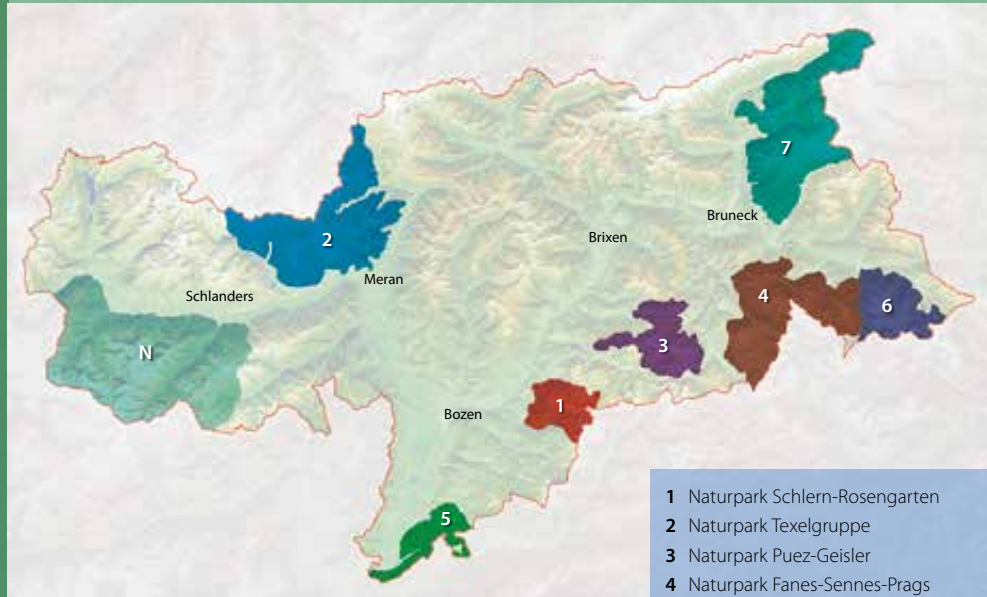 7
Bruneck
Brixen
2
Meran
Schlanders
4
6
3
N
1
Bozen
5
1 Naturpark Schlern-Rosengarten
2 Naturpark Texelgruppe
3 Naturpark Puez-Geisler
4 Naturpark Fanes-Sennes-Prags